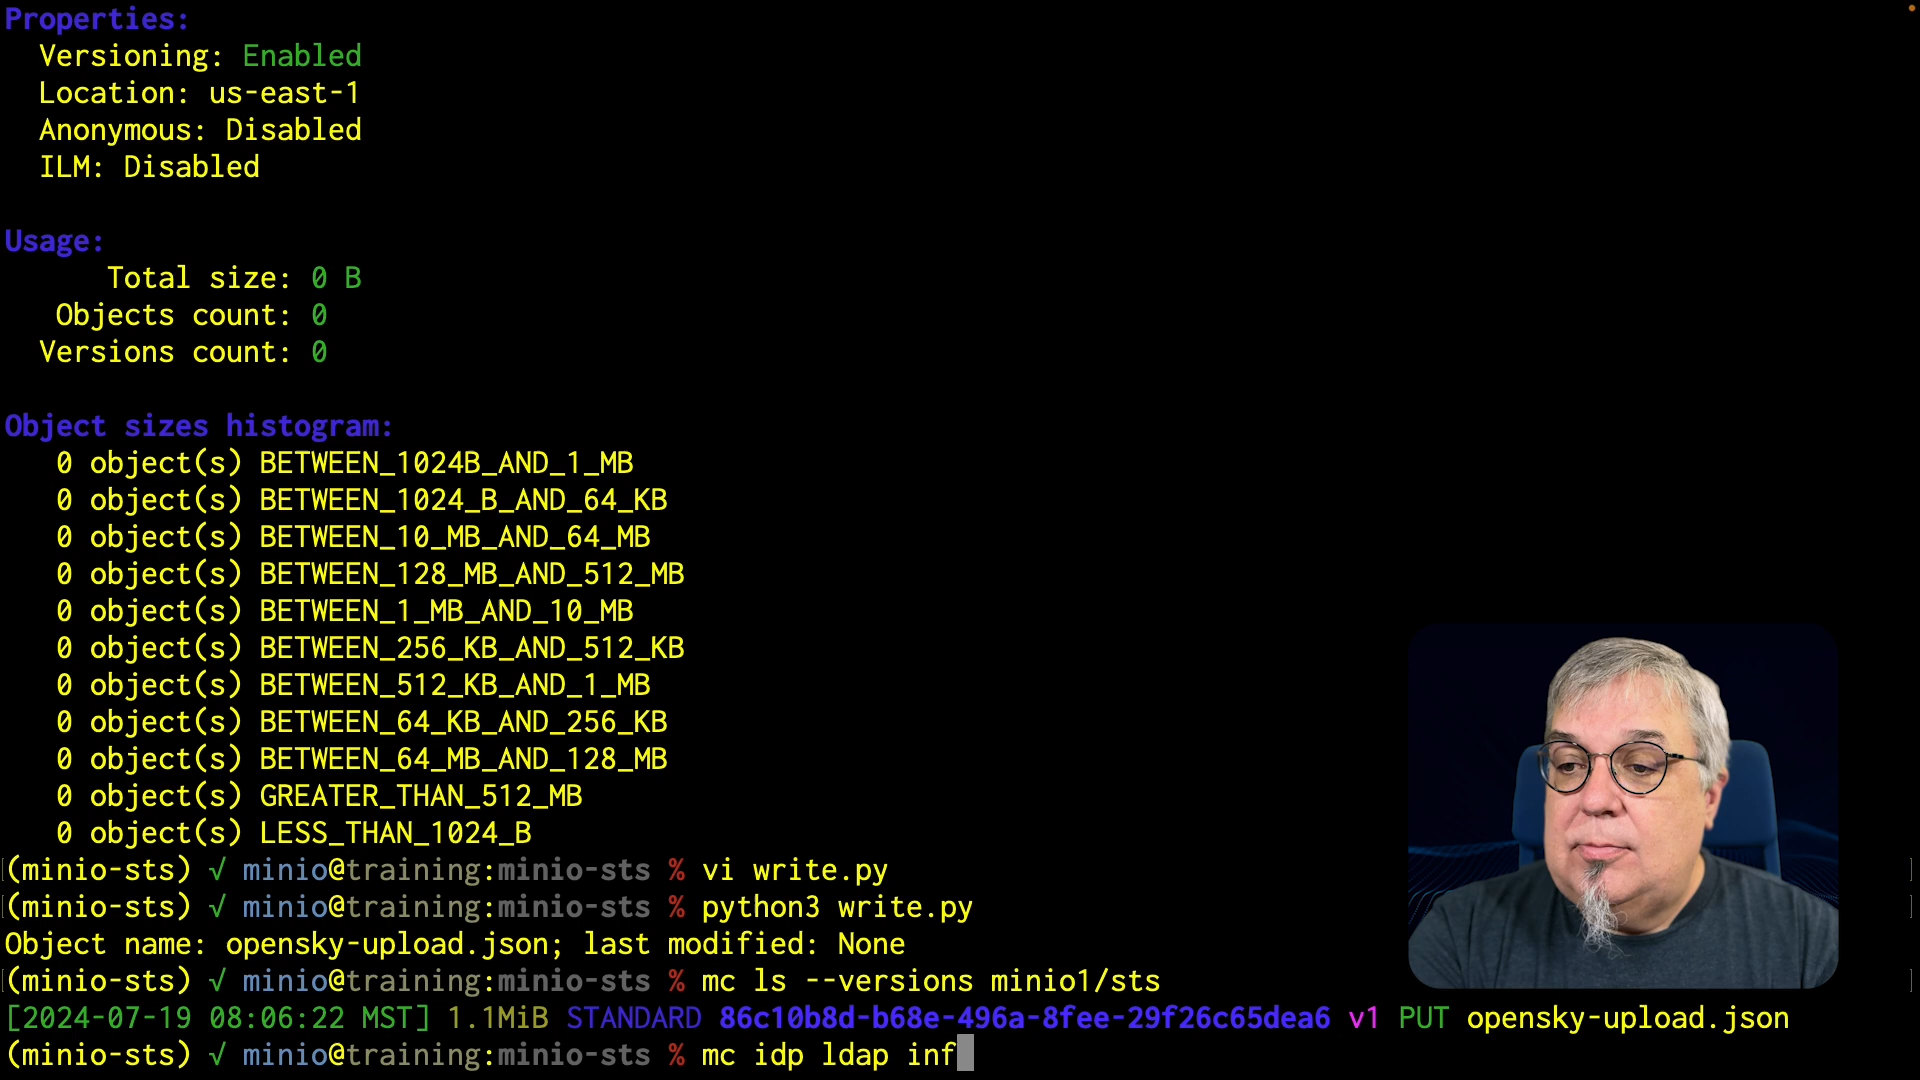 Properties:
Versioning: Enabled
Location: us-east-1
Anonymous: Disabled
ILM: Disabled
Usage:
Total size: 0 B
Objects count: 0
Versions count: 0
Object sizes histogram:
0 object(s) BETWEEN_1024B_AND_1_MB
0 object(s) BETWEEN_1024_B_AND_64_KB
0 object(s) BETWEEN_10_MB_AND_64_MB
0 object(s) BETWEEN_128_MB_AND_512_MB
0 object(s) BETWEEN_1_MB_AND_10_MB
0 object(s) BETWEEN_256_KB_AND_512_KB
0 object(s) BETWEEN_512_KB_AND_1_MB
0 object(s) BETWEEN_64_KB_AND_256_KB
0 object(s) BETWEEN_64_MB_AND_128_MB
0 object(s) GREATER_THAN_512_MB
0 object(s) LESS_THAN_1024_B
(minio-sts) √ minio@training:minio-sts % vi write.py
(minio-sts) √ minio@training:minio-sts % python3 write.py
Object name: opensky-upload.json; last modified: None
(minio-sts) √ minio@training:minio-sts % mc ls --versions minio1/sts
[2024-07-19 08:06:22 MST] 1.1MiB STANDARD 86c10b8d-b68e-496a-8fee-29f26c65dea6 v1 PUT opensky-upload.json
(minio-sts) √ minio@training:minio-sts % mc idp ldap inf